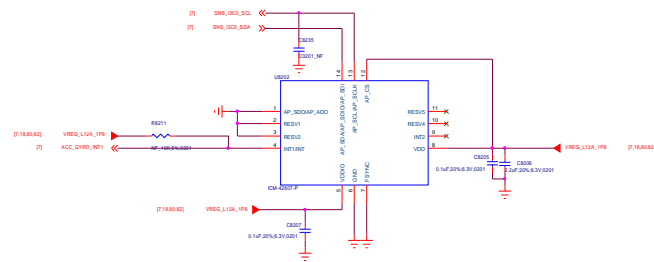 [7] SNS_I3C0_SCL
[7] SNS_I3C0_SDA
C8235
C0201_NF
U8202
14 13 12
AP_SDA/AP_SDIO/AP_SDI
AP_SCL/AP_SCLK
AP_CS
1 AP_SDO/AP_ADD
2 RESV1
3 RESV2
4 INT1/INT
RESV5 11
RESV4 10
INT2 9
VDD 8
VDDIO
GND
FSYNC
5 6 7
ICM-42607-P
R8211
[7,18,80,82] VREG_L12A_1P8
NF_10K;5%;0201
[7] ACC_GYRO_INT1
VREG_L12A_1P8 [7,18,80,82
C8205
0.1uF;20%;6.3V;0201
C8206
2.2uF;20%;6.3V;0201
[7,18,80,82] VREG_L12A_1P8
C8207
0.1uF;20%;6.3V;0201